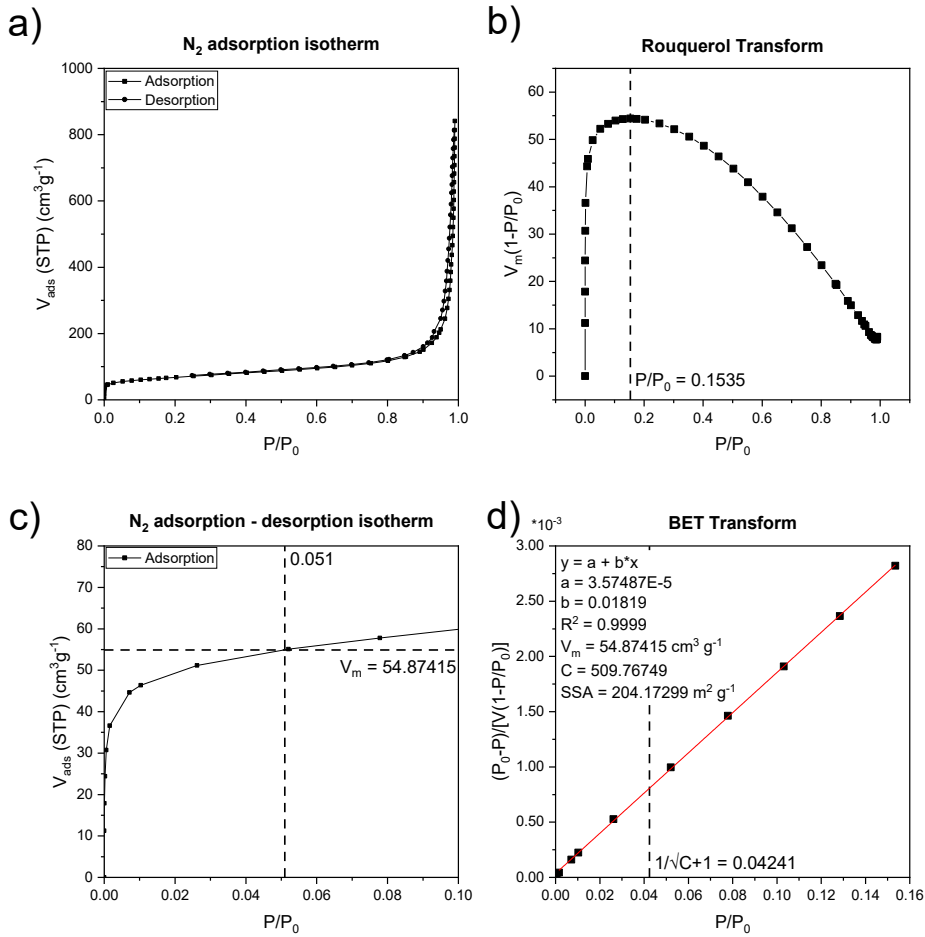 a)
N₂ adsorption isotherm
Adsorption
Desorption
1000
800
600
400
200
0
V_ads (STP) (cm³g⁻¹)
0.0 0.2 0.4 0.6 0.8 1.0
P/P₀
b)
Rouquerol Transform
60
50
40
30
20
10
0
V_m(1-P/P₀)
P/P₀ = 0.1535
0.0 0.2 0.4 0.6 0.8 1.0
P/P₀
c)
N₂ adsorption - desorption isotherm
Adsorption
0.051
80
70
60
50
40
30
20
10
0
V_ads (STP) (cm³g⁻¹)
V_m = 54.87415
0.00 0.02 0.04 0.06 0.08 0.10
P/P₀
d)
*10⁻³
BET Transform
3.00
2.50
2.00
1.50
1.00
0.50
0
(P₀-P)/[V(1-P/P₀)]
y = a + b*x
a = 3.57487E-5
b = 0.01819
R² = 0.9999
V_m = 54.87415 cm³ g⁻¹
C = 509.76749
SSA = 204.17299 m² g⁻¹
1/√C+1 = 0.04241
0.00 0.02 0.04 0.06 0.08 0.10 0.12 0.14 0.16
P/P₀